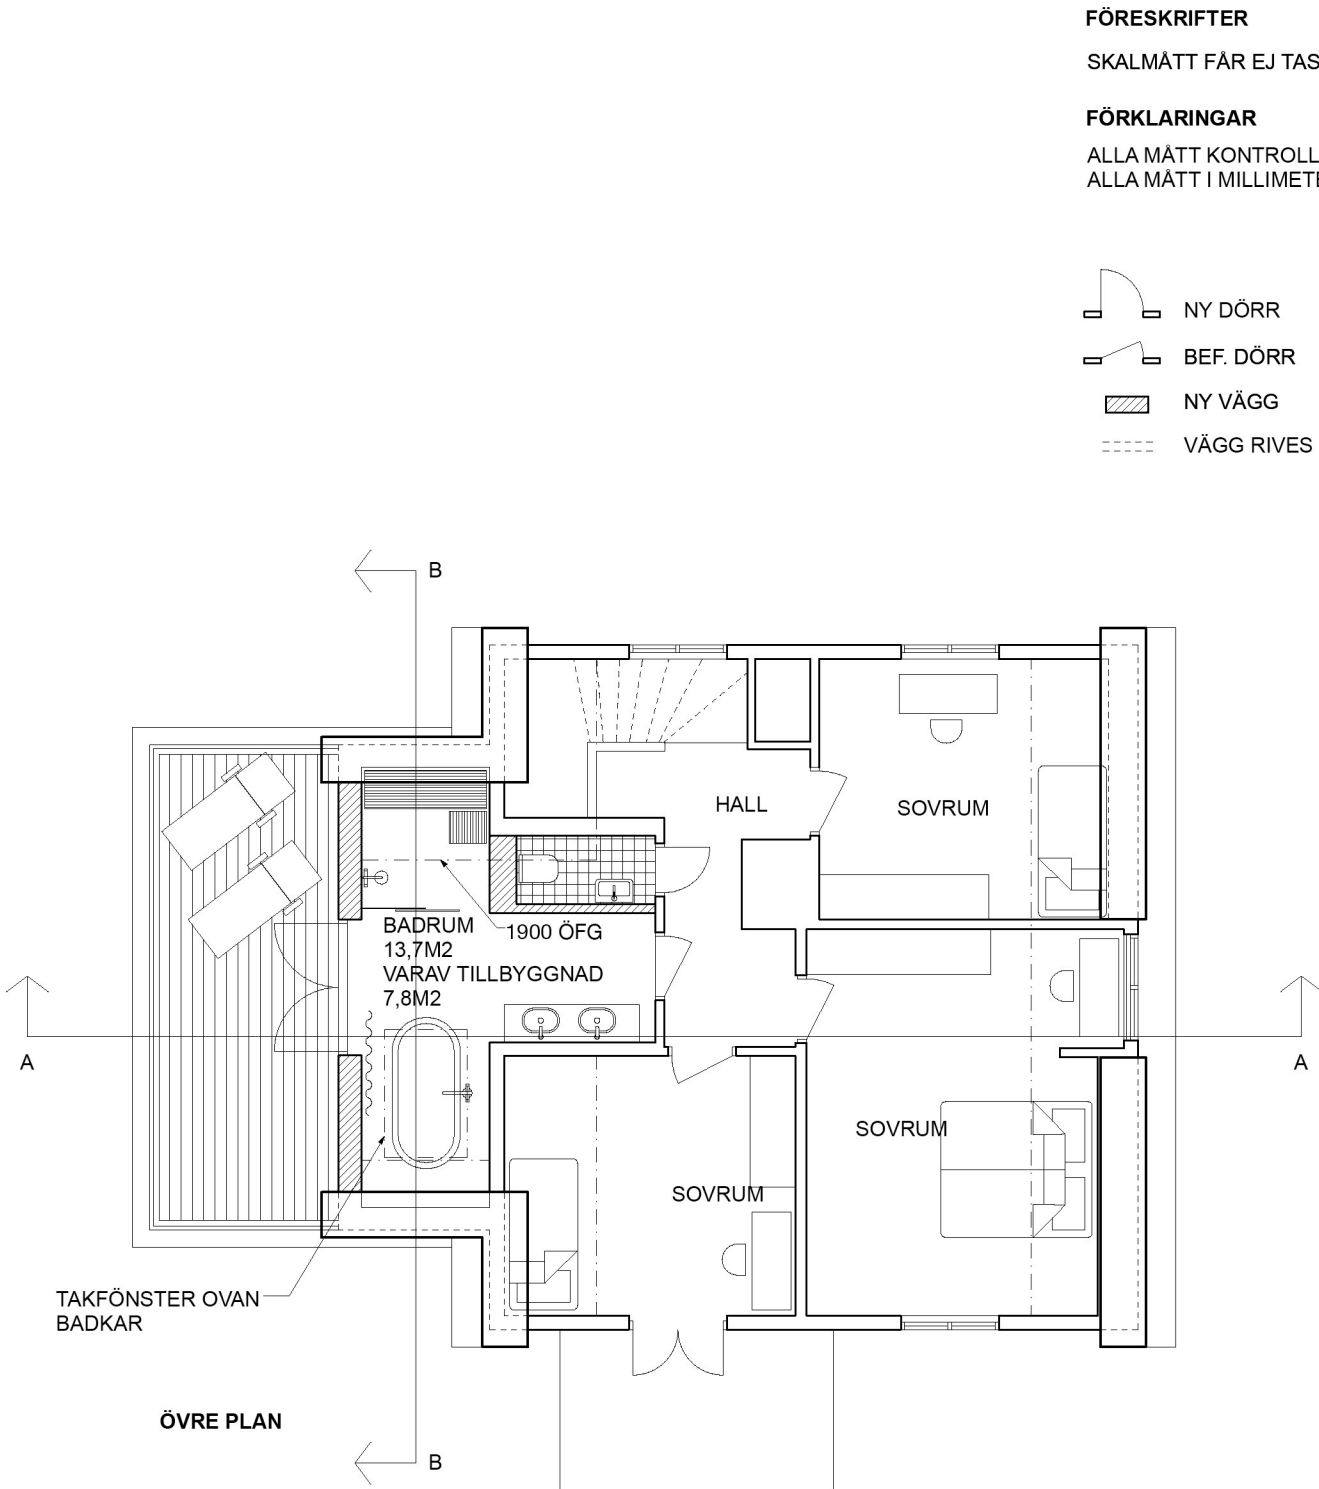 FÖRESKRIFTER
SKALMÅTT FÅR EJ TAS
FÖRKLARINGAR
ALLA MÅTT KONTROLL
ALLA MÅTT I MILLIMETE
NY DÖRR
BEF. DÖRR
NY VÄGG
VÄGG RIVES
B
HALL
SOVRUM
BADRUM
13,7M2
VARAV TILLBYGGNAD
7,8M2
1900 ÖFG
A
A
SOVRUM
SOVRUM
TAKFÖNSTER OVAN
BADKAR
ÖVRE PLAN
B